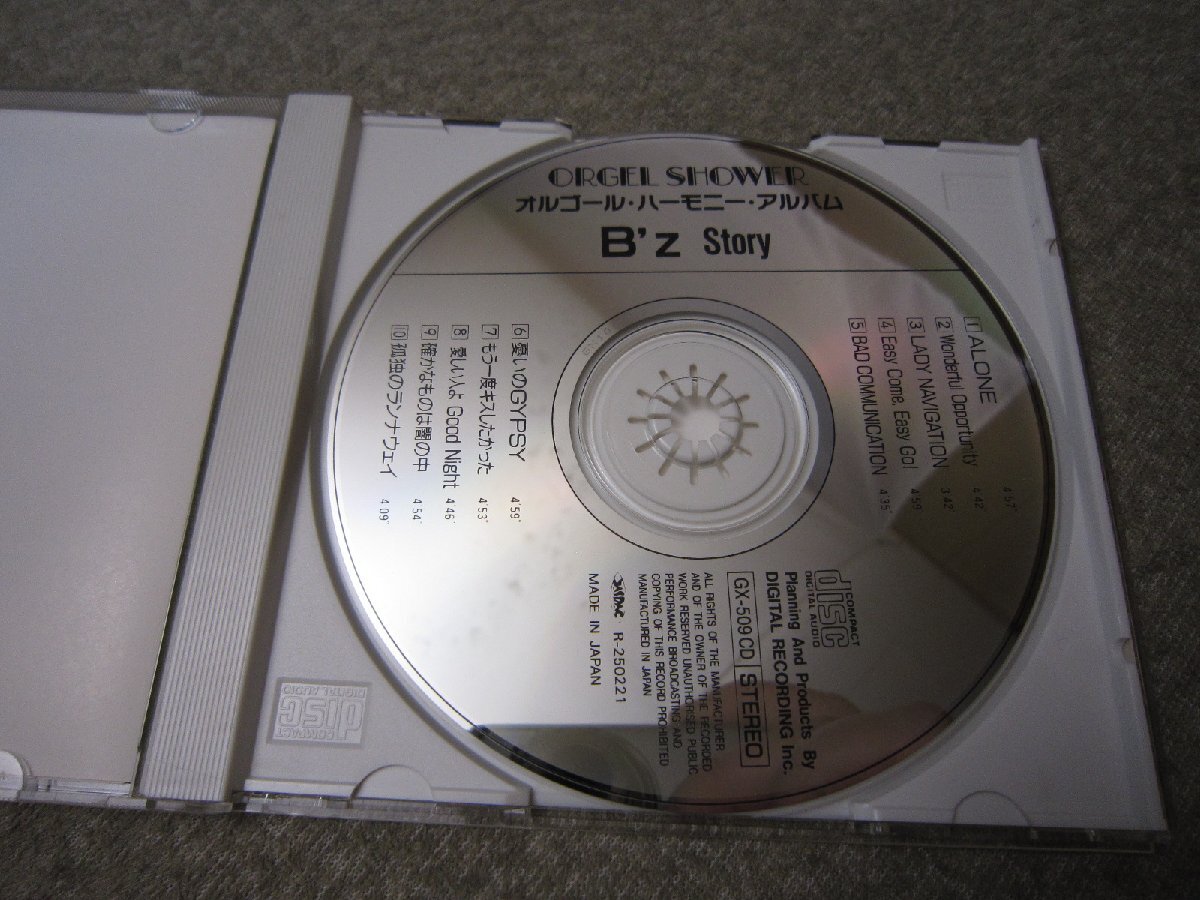 ORGEL SHOWER
オルゴール・ハーモニー・アルバム
B'z Story
1 ALONE 4'57"
2 Wonderful Opportunity 4'42"
3 LADY NAVIGATION 3'42"
4 Easy Come, Easy Go! 4'59"
5 BAD COMMUNICATION 4'35"
6 憂いのGYPSY 4'59"
7 もう一度キスしたかった 4'53"
8 愛しい人よ Good Night 4'46"
9 確かなものは闇の中 4'54"
10 孤独のランナウェイ 4'09"
COMPACT
disc
DIGITAL AUDIO
Planning And Products By
DIGITAL RECORDING Inc.
GX-509CD STEREO
ALL RIGHTS OF THE MANUFACTURER
AND OF THE OWNER OF THE RECORDED
WORK RESERVED UNAUTHORISED PUBLIC
PERFORMANCE BROADCASTING AND
COPYING OF THIS RECORD PROHIBITED
MANUFACTURED IN JAPAN
R-250221
MADE IN JAPAN
COMPACT
disc
DIGITAL AUDIO